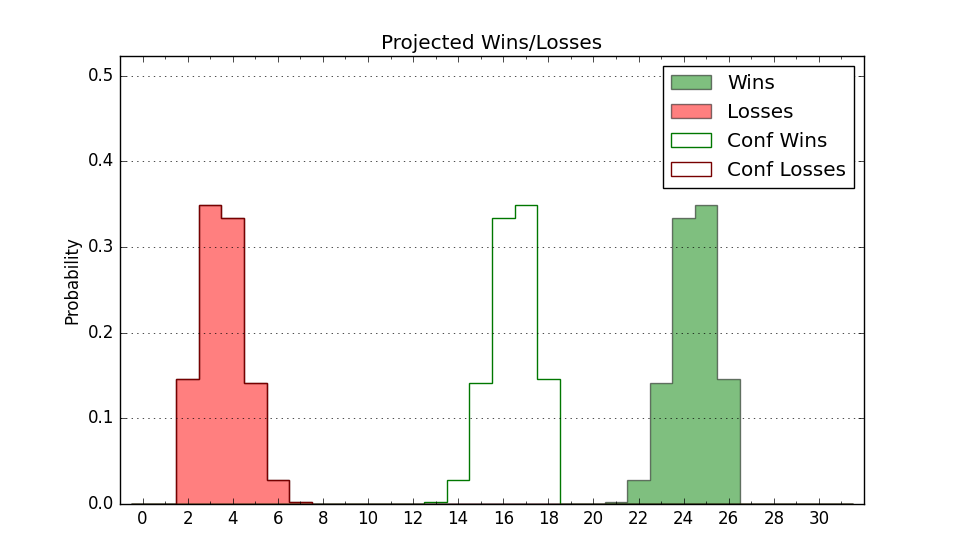 Projected Wins/Losses
Probability
0.5
0.4
0.3
0.2
0.1
0.0
0 2 4 6 8 10 12 14 16 18 20 22 24 26 28 30
Wins
Losses
Conf Wins
Conf Losses